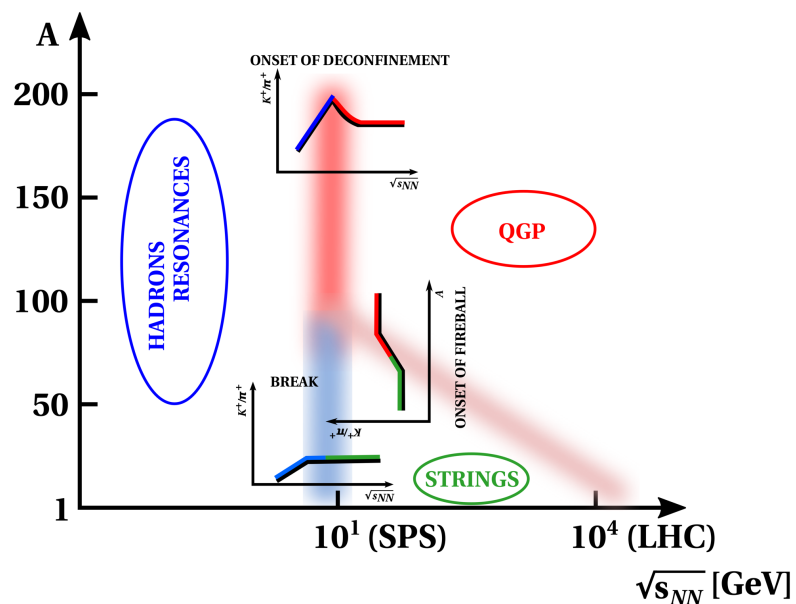 A
ONSET OF DECONFINEMENT
K⁺/π⁺
√sNN
200
150
100
50
1
HADRONS
RESONANCES
QGP
A
K⁺/π⁺
ONSET OF FIREBALL
BREAK
K⁺/π⁺
√sNN
STRINGS
10¹ (SPS)
10⁴ (LHC)
√sNN [GeV]